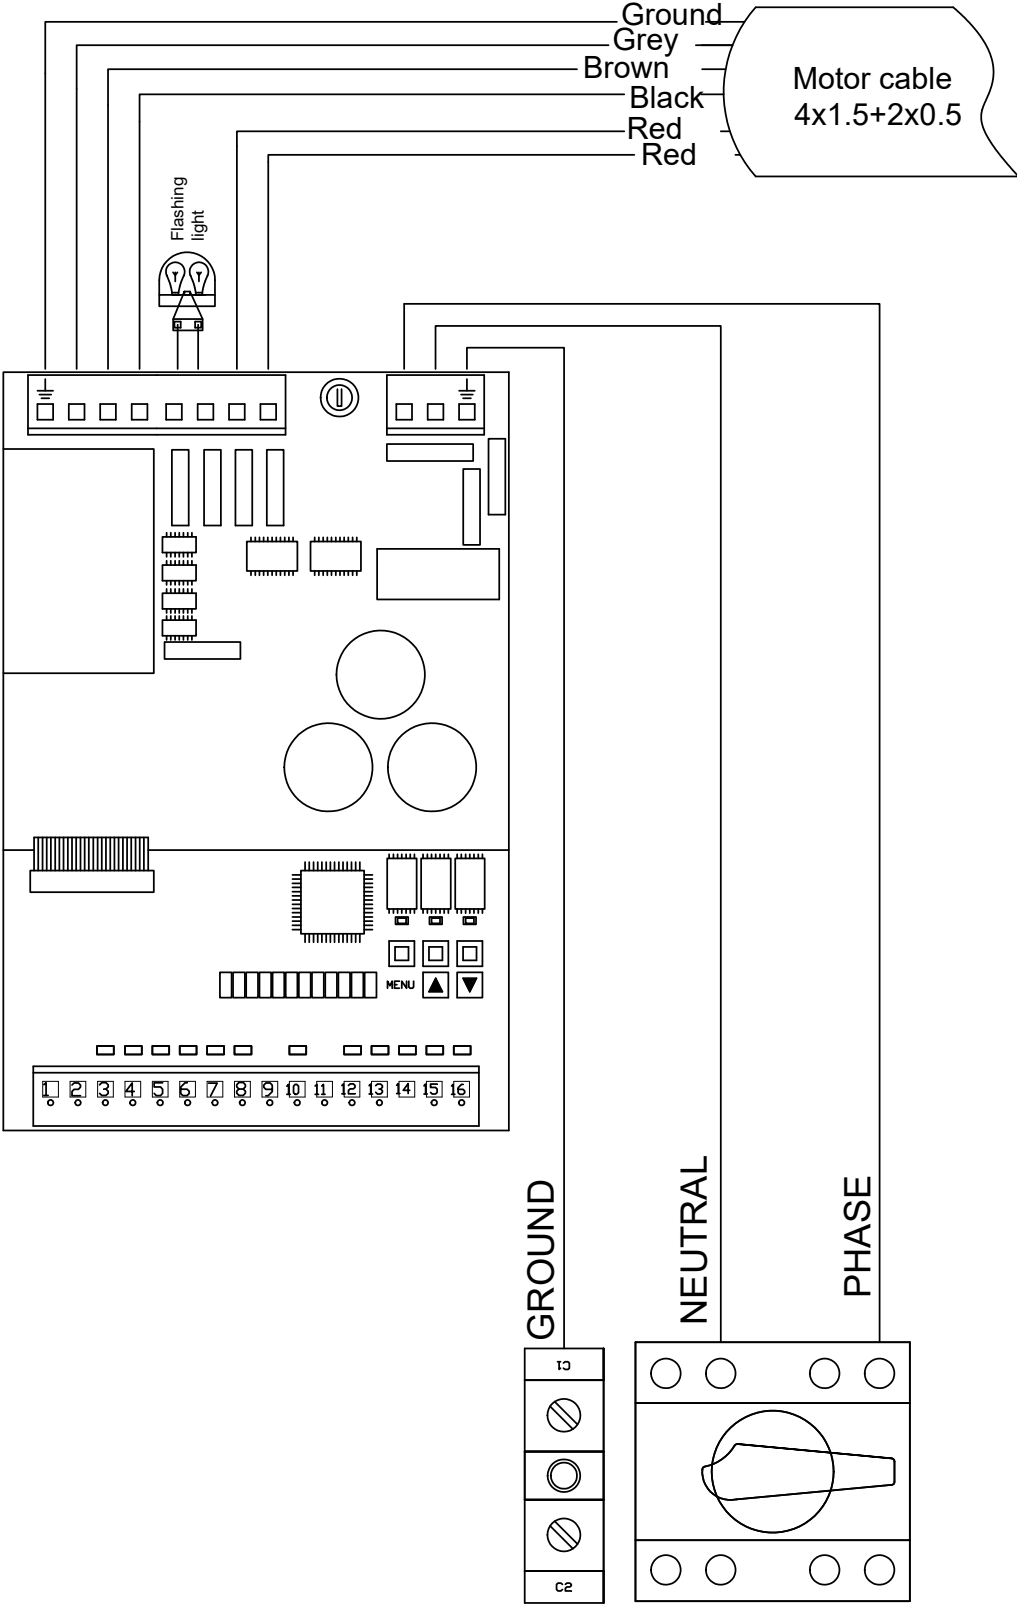 Ground
Grey
Brown
Black
Red
Red
Motor cable
4x1.5+2x0.5
Flashing
light
MENU
1 2 3 4 5 6 7 8 9 10 11 12 13 14 15 16
GROUND
NEUTRAL
PHASE
C1
C2